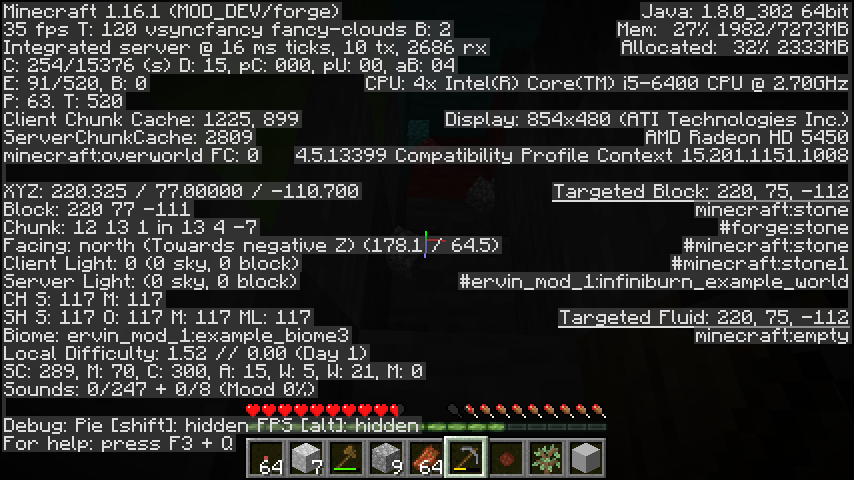 Minecraft 1.16.1 (MOD_DEV/forge)
35 fps T: 120 vsyncfancy fancy-clouds B: 2
Integrated server @ 16 ms ticks, 10 tx, 2686 rx
C: 254/15376 (s) D: 15, pC: 000, pU: 00, aB: 04
E: 91/520, B: 0
P: 63. T: 520
Client Chunk Cache: 1225, 899
ServerChunkCache: 2809
minecraft:overworld FC: 0
XYZ: 220.325 / 77.00000 / -110.700
Block: 220 77 -111
Chunk: 12 13 1 in 13 4 -7
Facing: north (Towards negative Z) (178.1 / 64.5)
Client Light: 0 (0 sky, 0 block)
Server Light: (0 sky, 0 block)
CH S: 117 M: 117
SH S: 117 O: 117 M: 117 ML: 117
Biome: ervin_mod_1:example_biome3
Local Difficulty: 1.52 // 0.00 (Day 1)
SC: 289, M: 70, C: 300, A: 15, W: 5, W: 21, M: 0
Sounds: 0/247 + 0/8 (Mood 0%)
Debug: Pie [shift]: hidden FPS [alt]: hidden
For help: press F3 + Q
Java: 1.8.0_302 64bit
Mem: 27% 1982/7273MB
Allocated: 32% 2333MB
CPU: 4x Intel(R) Core(TM) i5-6400 CPU @ 2.70GHz
Display: 854x480 (ATI Technologies Inc.)
AMD Radeon HD 5450
4.5.13399 Compatibility Profile Context 15.201.1151.1008
Targeted Block: 220, 75, -112
minecraft:stone
#forge:stone
#minecraft:stone
#minecraft:stone1
#ervin_mod_1:infiniburn_example_world
Targeted Fluid: 220, 75, -112
minecraft:empty
64 7 9 64